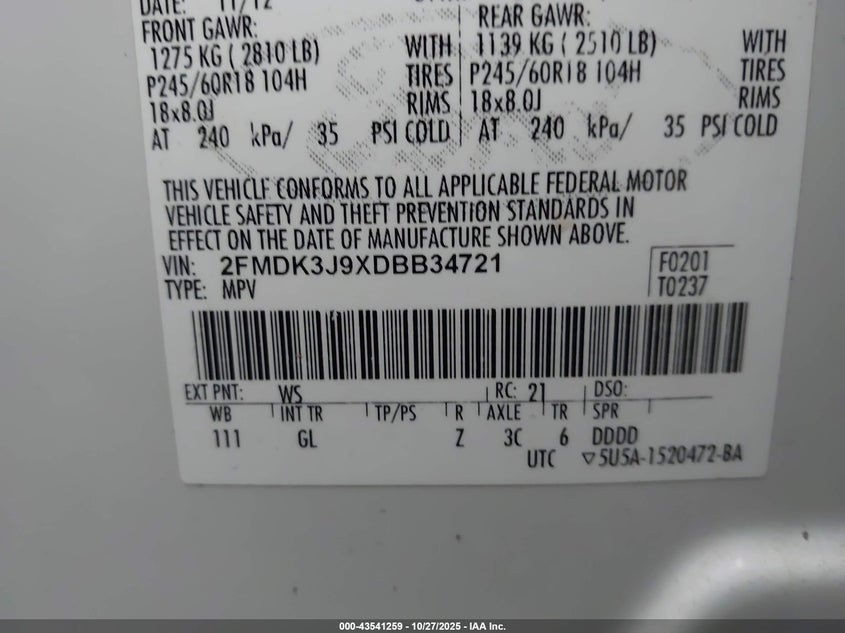 DATE: 11/12
FRONT GAWR: REAR GAWR:
1275 KG ( 2810 LB) WITH 1139 KG ( 2510 LB) WITH
P245/60R18 104H TIRES P245/60R18 104H TIRES
18x8.0J RIMS 18x8.0J RIMS
AT 240 kPa/ 35 PSI COLD AT 240 kPa/ 35 PSI COLD
THIS VEHICLE CONFORMS TO ALL APPLICABLE FEDERAL MOTOR
VEHICLE SAFETY AND THEFT PREVENTION STANDARDS IN
EFFECT ON THE DATE OF MANUFACTURE SHOWN ABOVE.
VIN: 2FMDK3J9XDBB34721 F0201
TYPE: MPV T0237
EXT PNT: WS RC: 21 DSO:
WB INT TR TP/PS R AXLE TR SPR
111 GL Z 3C 6 DDDD
UTC ▽5U5A-1520472-BA
000-43541259 - 10/27/2025 - IAA Inc.